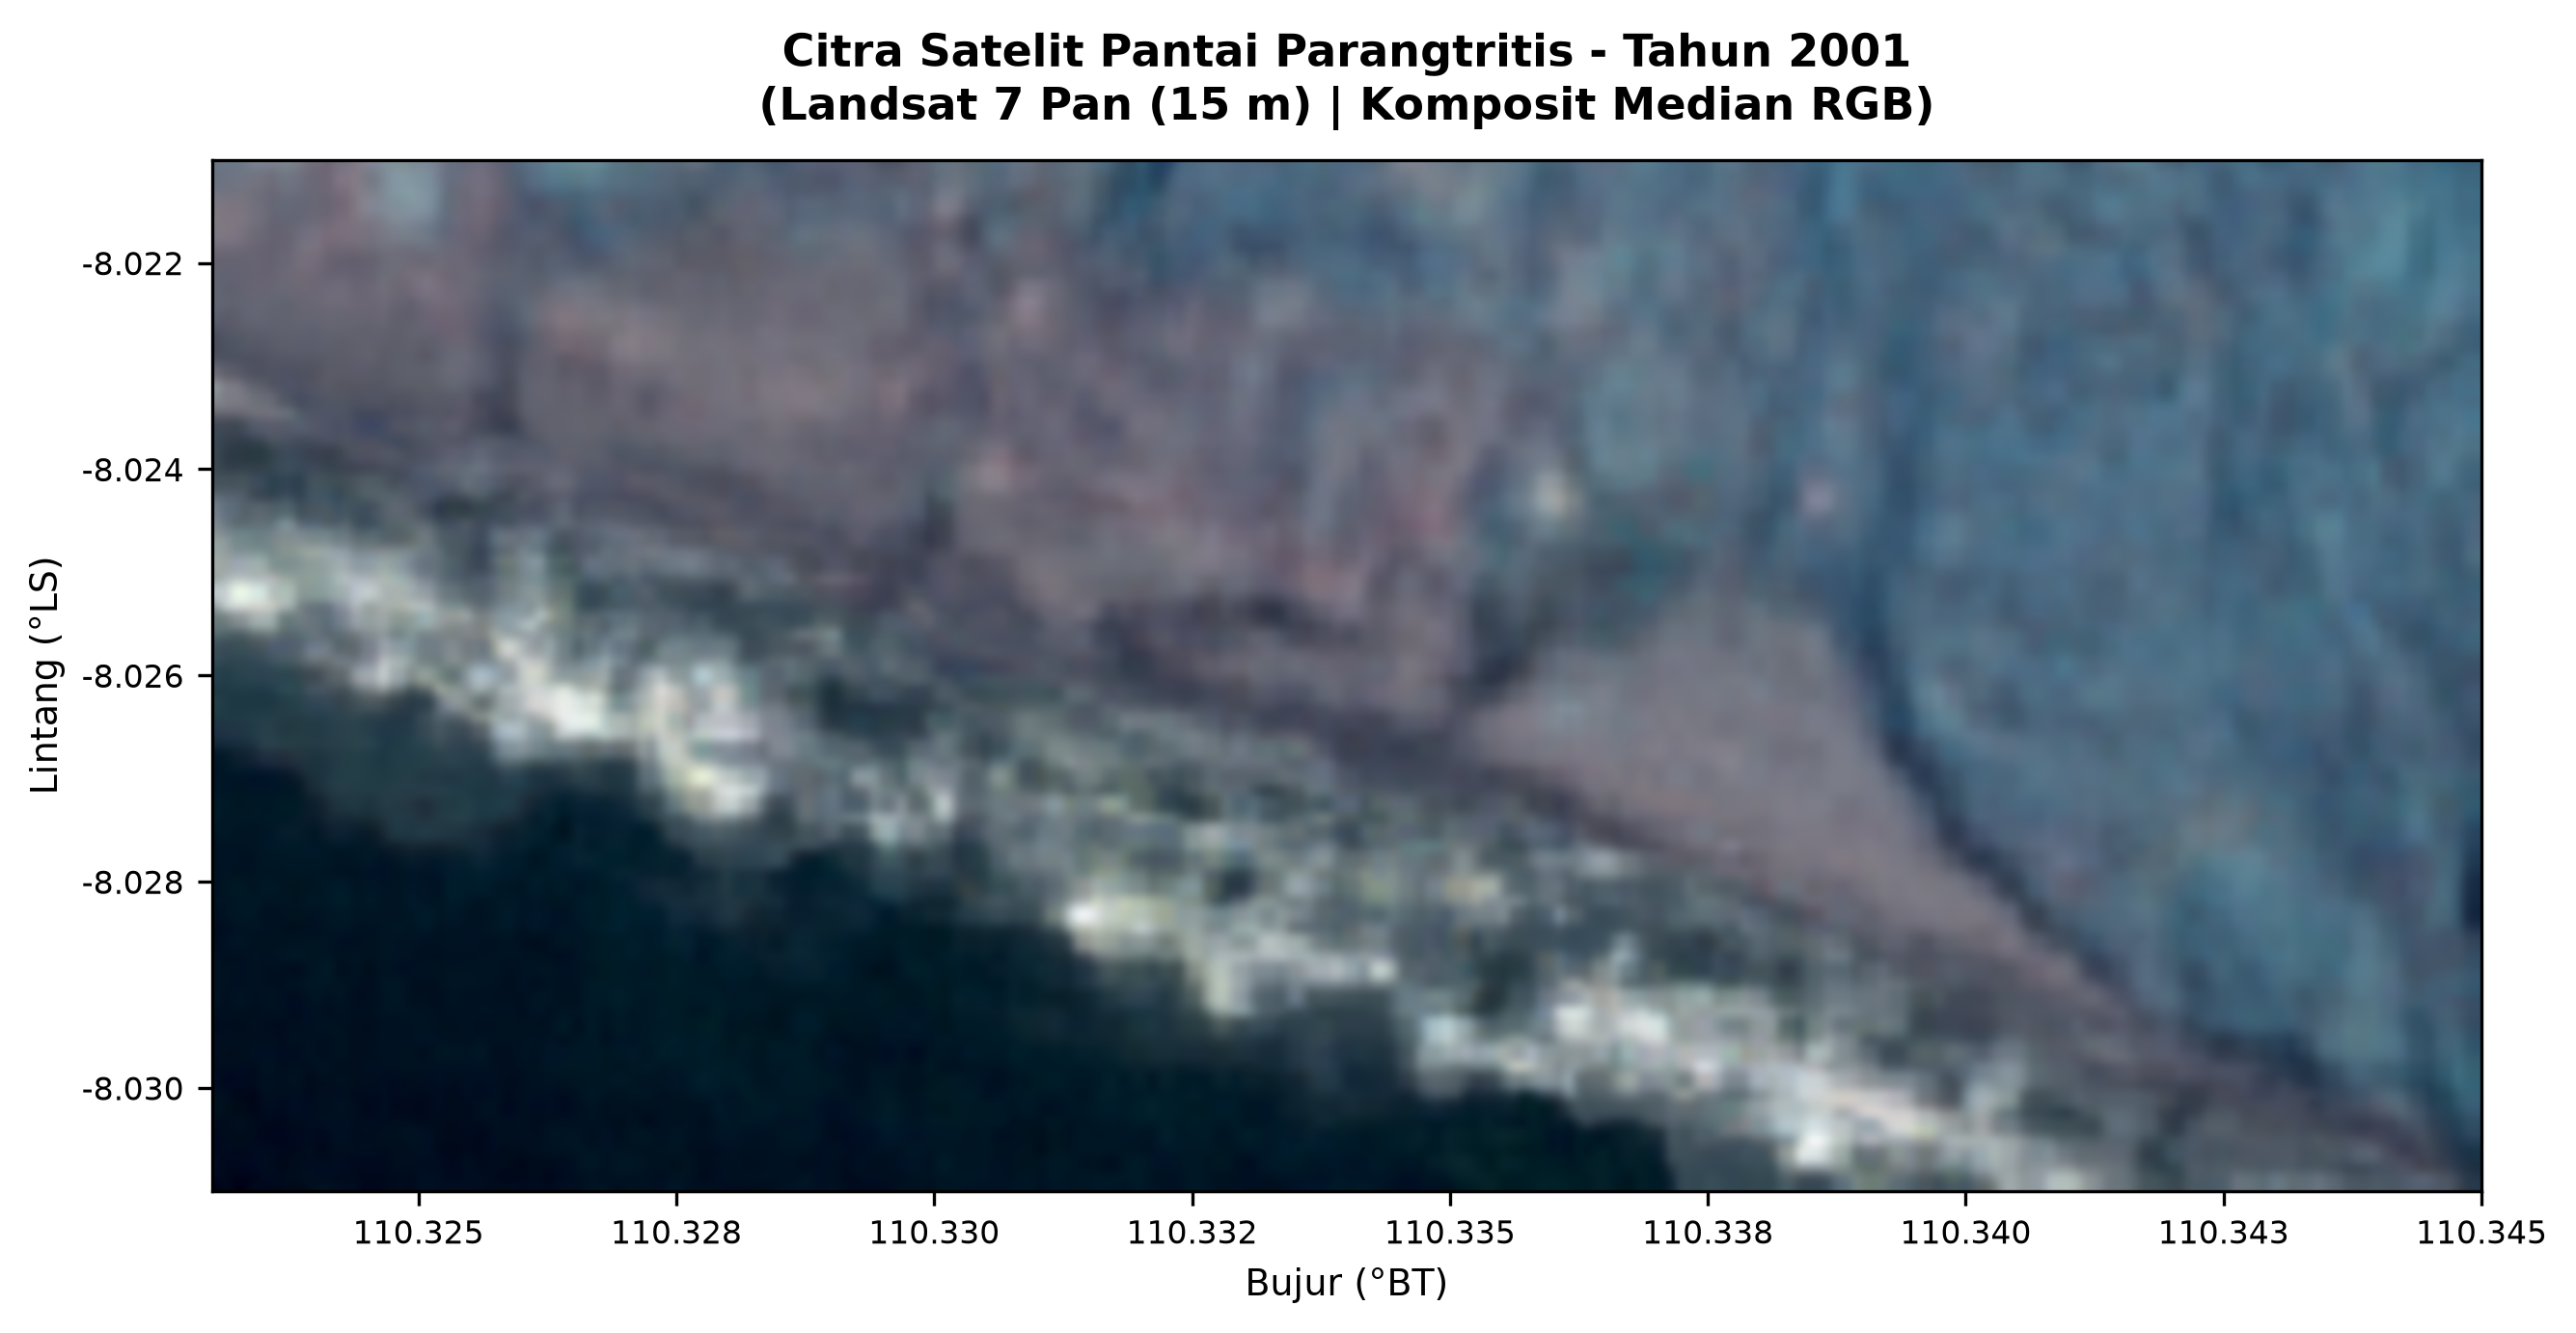 Citra Satelit Pantai Parangtritis - Tahun 2001
(Landsat 7 Pan (15 m) | Komposit Median RGB)
-8.022
-8.024
-8.026
-8.028
-8.030
Lintang (°LS)
110.325 110.328 110.330 110.332 110.335 110.338 110.340 110.343 110.345
Bujur (°BT)